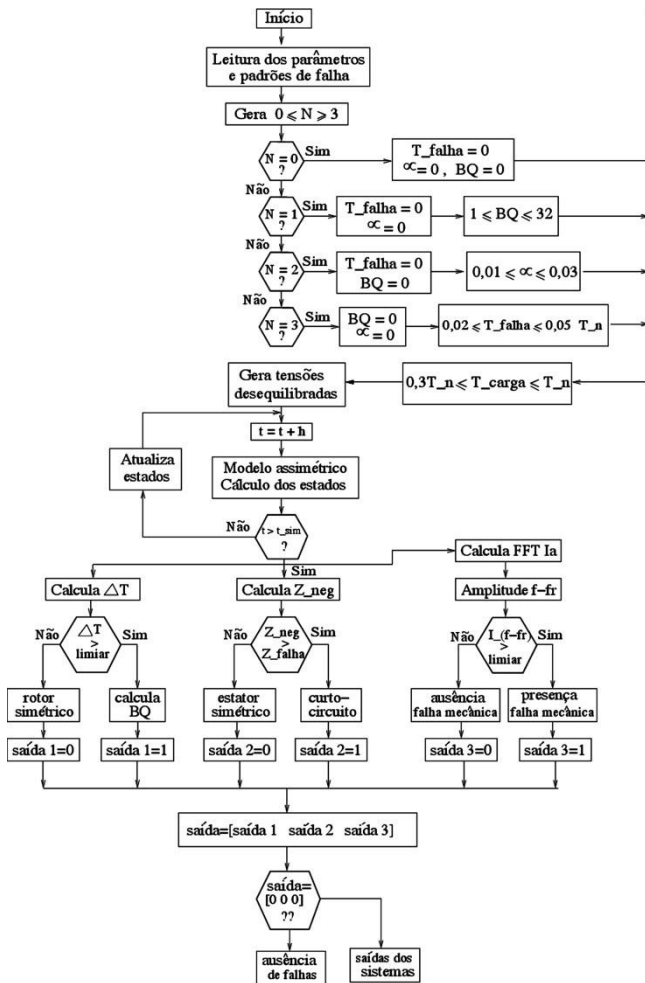 Início
Leitura dos parâmetros
e padrões de falha
Gera 0 ⩽ N ⩾ 3
N = 0
?
Sim
T_falha = 0
∝= 0 , BQ = 0
Não
N = 1
?
Sim
T_falha = 0
∝ = 0
1 ⩽ BQ ⩽ 32
Não
N = 2
?
Sim
T_falha = 0
BQ = 0
0,01 ⩽ ∝ ⩽ 0,03
Não
N = 3
?
Sim
BQ = 0
∝ = 0
0,02 ⩽ T_falha ⩽ 0,05 T_n
Gera tensões
desequilibradas
0,3T_n ⩽ T_carga ⩽ T_n
t = t + h
Atualiza
estados
Modelo assimétrico
Cálculo dos estados
Não
t > t_sim
?
Sim
Calcula FFT Ia
Calcula △T
Calcula Z_neg
Amplitude f−fr
Não
△T
>
limiar
Sim
Não
Z_neg
>
Z_falha
Sim
Não
I_(f−fr)
>
limiar
Sim
rotor
simétrico
calcula
BQ
estator
simétrico
curto−
circuito
ausência
falha mecânica
presença
falha mecânica
saída 1=0
saída 1=1
saída 2=0
saída 2=1
saída 3=0
saída 3=1
saída=[saída 1 saída 2 saída 3]
saída=
[0 0 0]
??
ausência
de falhas
saídas dos
sistemas